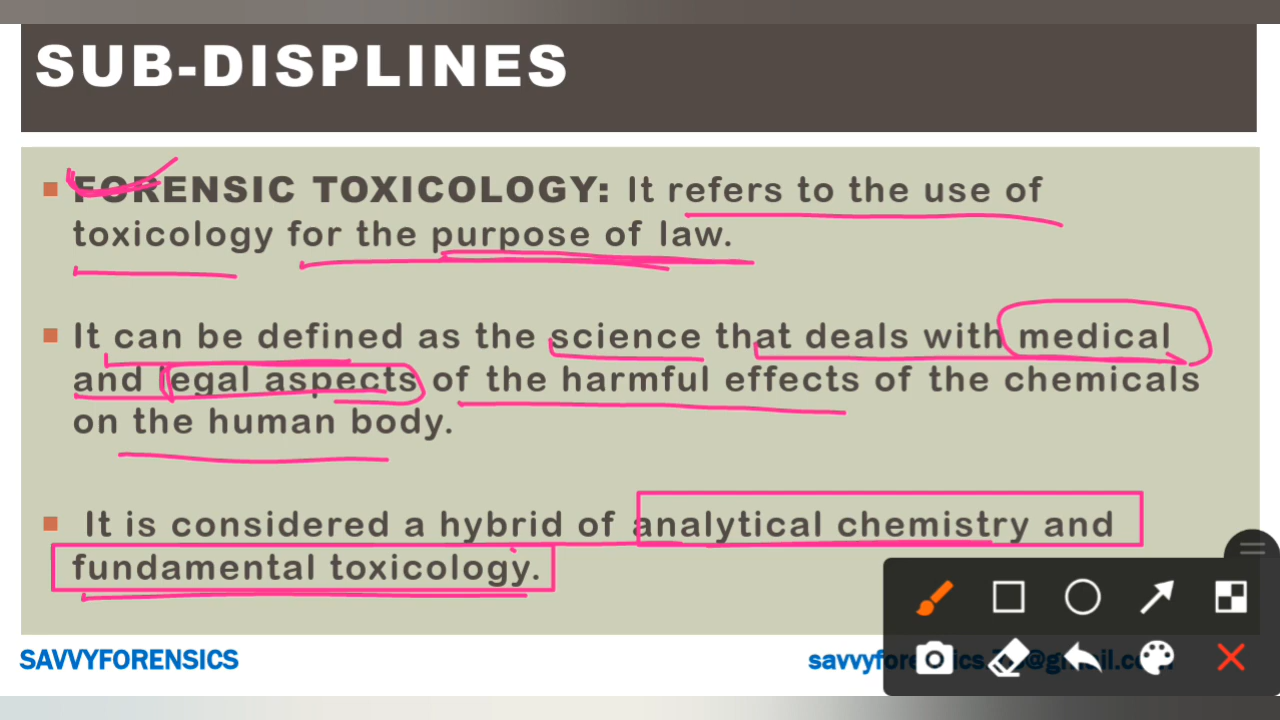 SUB-DISPLINES
FORENSIC TOXICOLOGY: It refers to the use of
toxicology for the purpose of law.
It can be defined as the science that deals with medical
and legal aspects of the harmful effects of the chemicals
on the human body.
It is considered a hybrid of analytical chemistry and
fundamental toxicology.
SAVVYFORENSICS